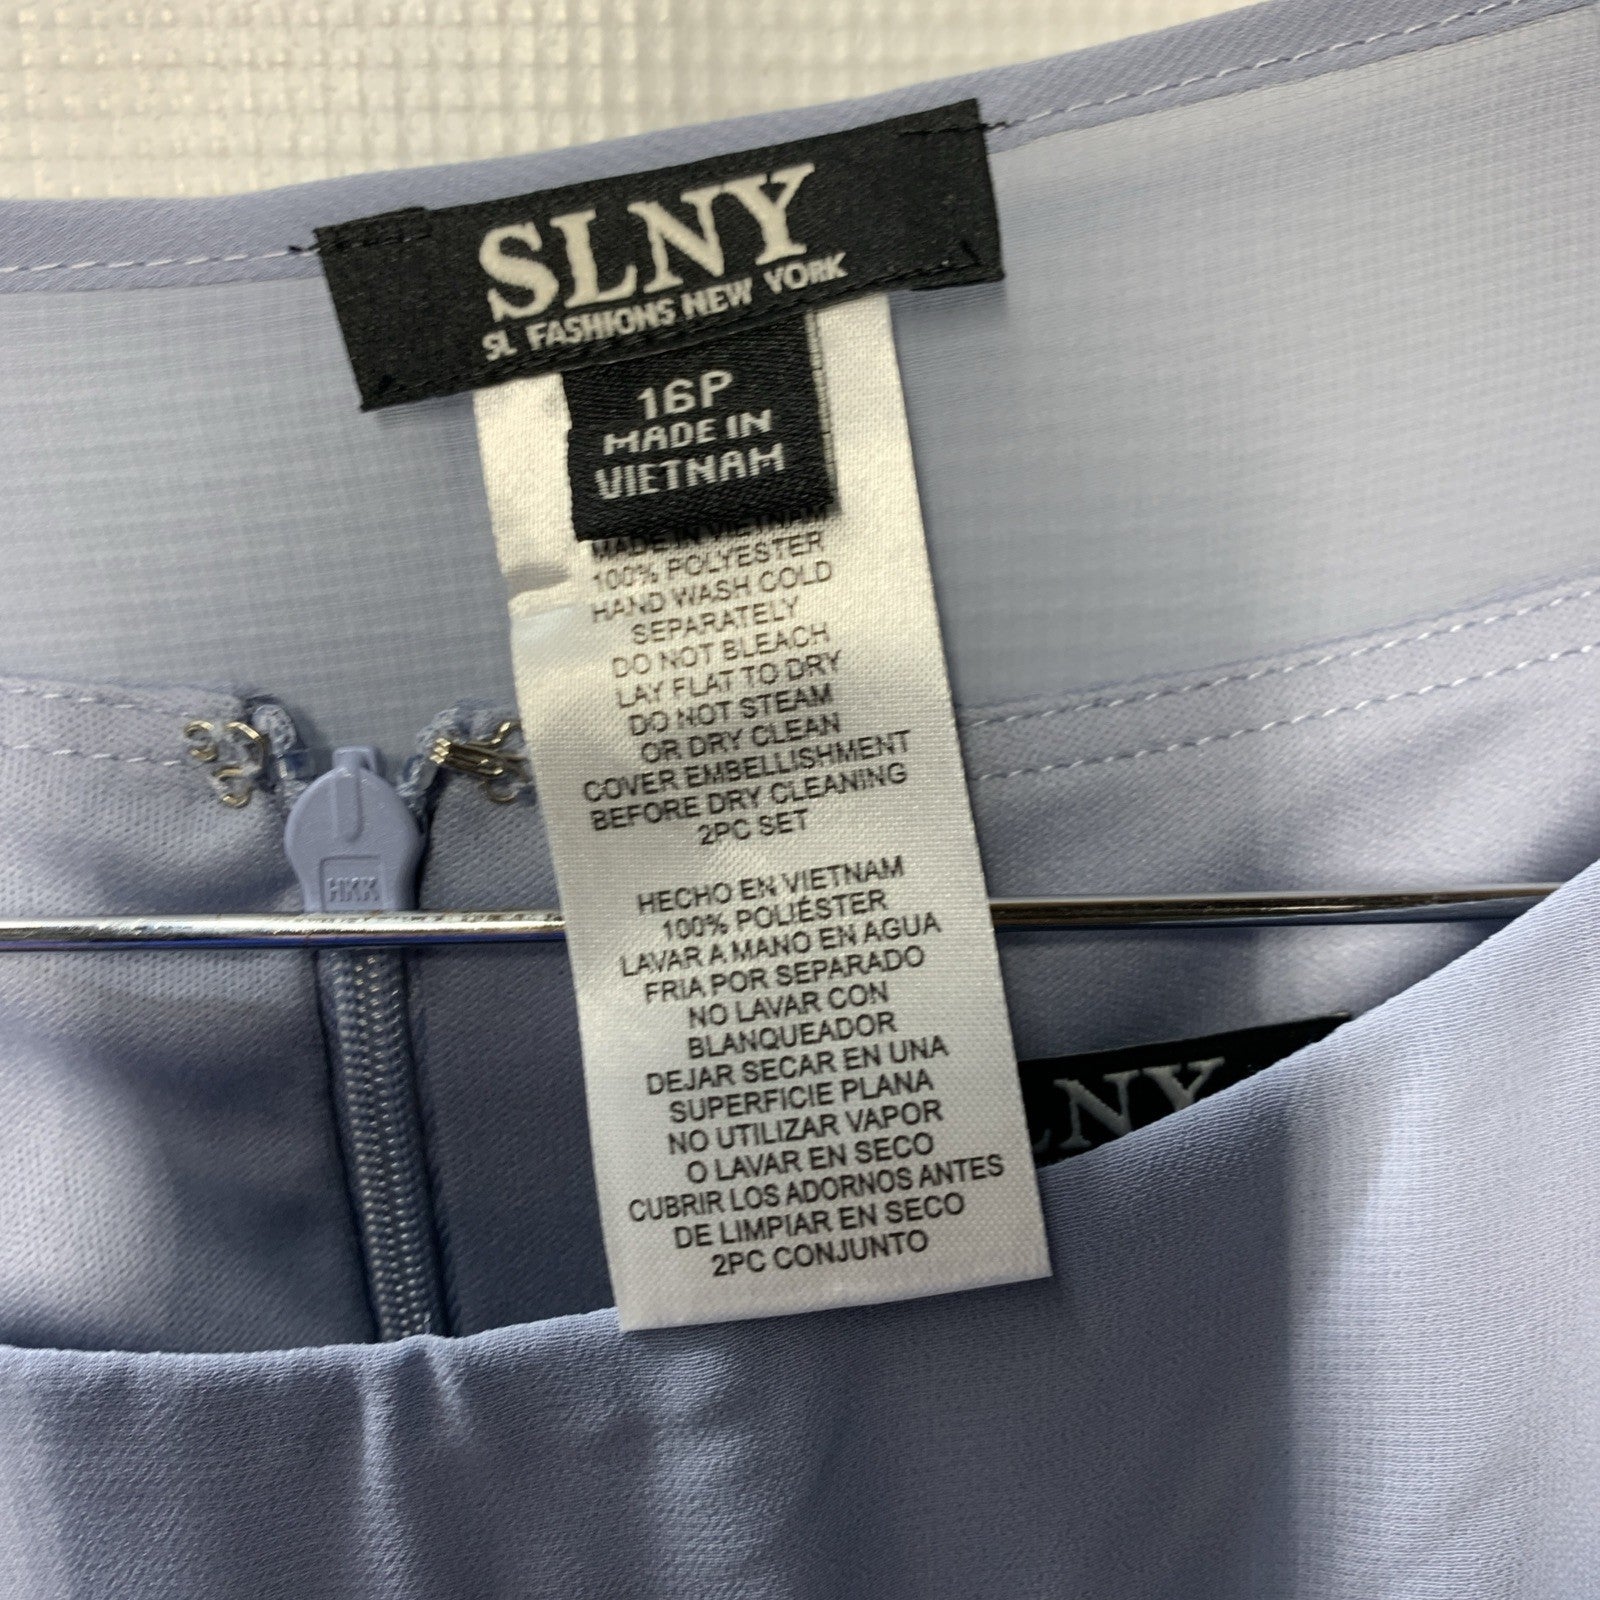 SLNY
SL FASHIONS NEW YORK
16P
MADE IN
VIETNAM
MADE IN VIETNAM
100% POLYESTER
HAND WASH COLD
SEPARATELY
DO NOT BLEACH
LAY FLAT TO DRY
DO NOT STEAM
OR DRY CLEAN
COVER EMBELLISHMENT
BEFORE DRY CLEANING
2PC SET
HECHO EN VIETNAM
100% POLIÉSTER
LAVAR A MANO EN AGUA
FRIA POR SEPARADO
NO LAVAR CON
BLANQUEADOR
DEJAR SECAR EN UNA
SUPERFICIE PLANA
NO UTILIZAR VAPOR
O LAVAR EN SECO
CUBRIR LOS ADORNOS ANTES
DE LIMPIAR EN SECO
2PC CONJUNTO
HKK
LNY